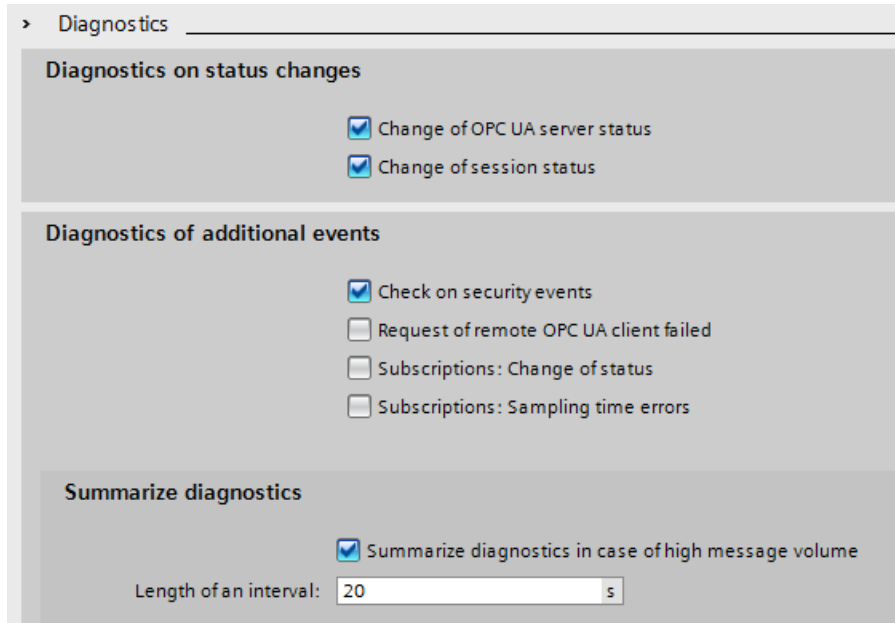 Diagnostics
Diagnostics on status changes
Change of OPC UA server status
Change of session status
Diagnostics of additional events
Check on security events
Request of remote OPC UA client failed
Subscriptions: Change of status
Subscriptions: Sampling time errors
Summarize diagnostics
Summarize diagnostics in case of high message volume
Length of an interval: 20 s